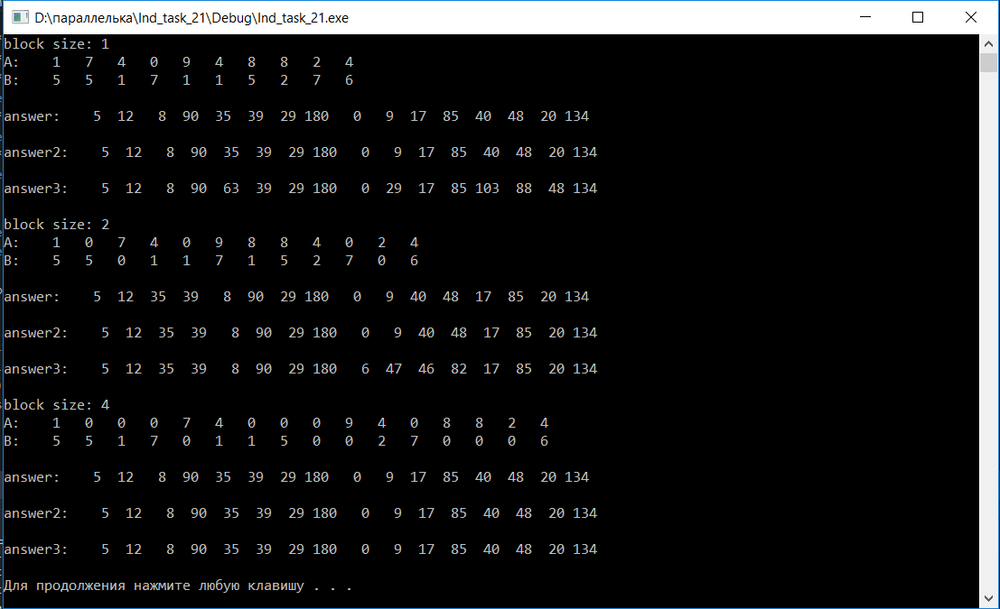 D:\параллелька\Ind_task_21\Debug\Ind_task_21.exe
block size: 1
A:    1   7   4   0   9   4   8   8   2   4
B:    5   5   1   7   1   1   5   2   7   6
answer:    5  12   8  90  35  39  29 180   0   9  17  85  40  48  20 134
answer2:    5  12   8  90  35  39  29 180   0   9  17  85  40  48  20 134
answer3:    5  12   8  90  63  39  29 180   0  29  17  85 103  88  48 134
block size: 2
A:    1   0   7   4   0   9   8   8   4   0   2   4
B:    5   5   0   1   1   7   1   5   2   7   0   6
answer:    5  12  35  39   8  90  29 180   0   9  40  48  17  85  20 134
answer2:    5  12  35  39   8  90  29 180   0   9  40  48  17  85  20 134
answer3:    5  12  35  39   8  90  29 180   6  47  46  82  17  85  20 134
block size: 4
A:    1   0   0   0   7   4   0   0   0   9   4   0   8   8   2   4
B:    5   5   1   7   0   1   1   5   0   0   2   7   0   0   0   6
answer:    5  12   8  90  35  39  29 180   0   9  17  85  40  48  20 134
answer2:    5  12   8  90  35  39  29 180   0   9  17  85  40  48  20 134
answer3:    5  12   8  90  35  39  29 180   0   9  17  85  40  48  20 134
Для продолжения нажмите любую клавишу . . .